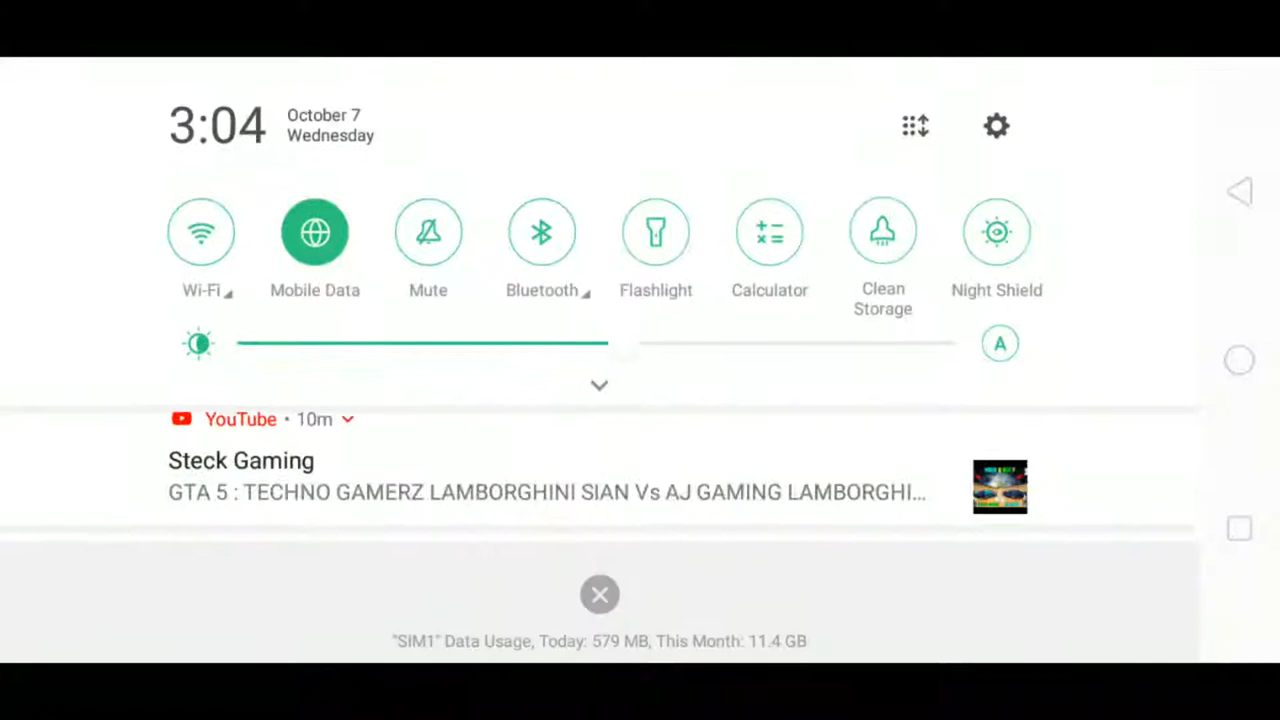 3:04
October 7
Wednesday
Wi-Fi
Mobile Data
Mute
Bluetooth
Flashlight
Calculator
Clean
Storage
Night Shield
A
YouTube • 10m
Steck Gaming
GTA 5 : TECHNO GAMERZ LAMBORGHINI SIAN Vs AJ GAMING LAMBORGHI...
"SIM1" Data Usage, Today: 579 MB, This Month: 11.4 GB